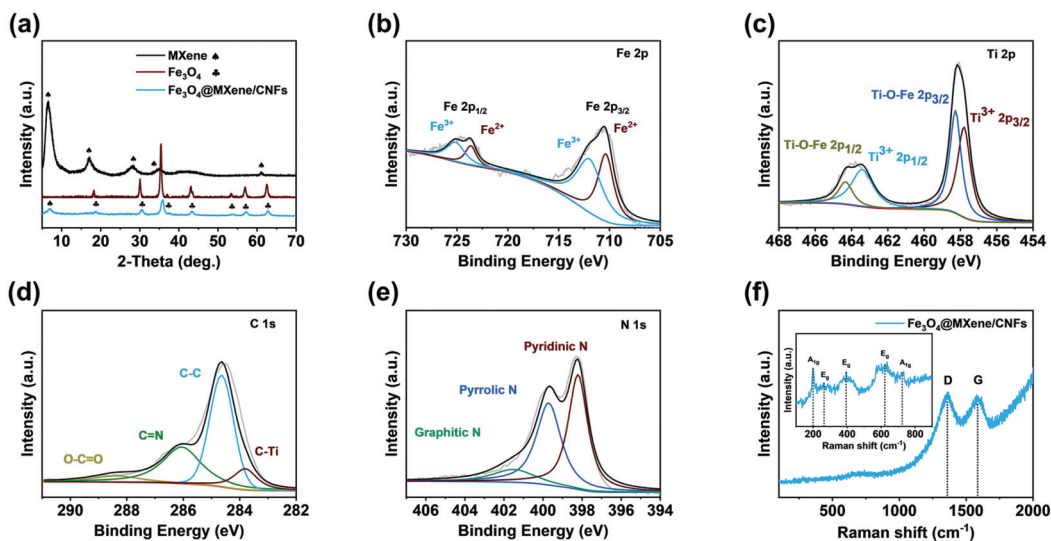 (a)
MXene ♠
Fe₃O₄ ♣
Fe₃O₄@MXene/CNFs
Intensity (a.u.)
10 20 30 40 50 60 70
2-Theta (deg.)
(b)
Fe 2p
Fe 2p₁/₂
Fe 2p₃/₂
Fe³⁺
Fe²⁺
Fe³⁺
Fe²⁺
Intensity (a.u.)
730 725 720 715 710 705
Binding Energy (eV)
(c)
Ti 2p
Ti-O-Fe 2p₃/₂
Ti³⁺ 2p₃/₂
Ti-O-Fe 2p₁/₂
Ti³⁺ 2p₁/₂
Intensity (a.u.)
468 466 464 462 460 458 456 454
Binding Energy (eV)
(d)
C 1s
C-C
C=N
O-C=O
C-Ti
Intensity (a.u.)
290 288 286 284 282
Binding Energy (eV)
(e)
N 1s
Pyridinic N
Pyrrolic N
Graphitic N
Intensity (a.u.)
406 404 402 400 398 396 394
Binding Energy (eV)
(f)
Fe₃O₄@MXene/CNFs
A₁g
Eg
Eg
Eg
A₁g
Intensity (a.u.)
200 400 600 800
Raman shift (cm⁻¹)
D
G
Intensity (a.u.)
500 1000 1500 2000
Raman shift (cm⁻¹)